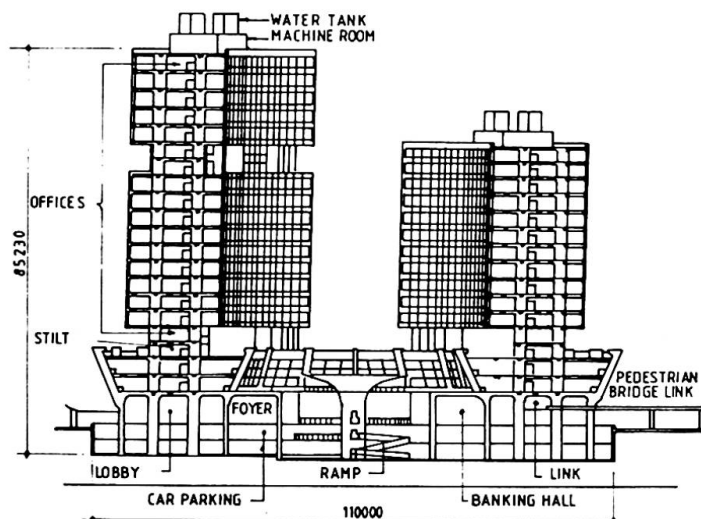 WATER TANK
MACHINE ROOM
OFFICES
85230
STILT
PEDESTRIAN
BRIDGE LINK
FOYER
LOBBY
RAMP
LINK
CAR PARKING
BANKING HALL
110000